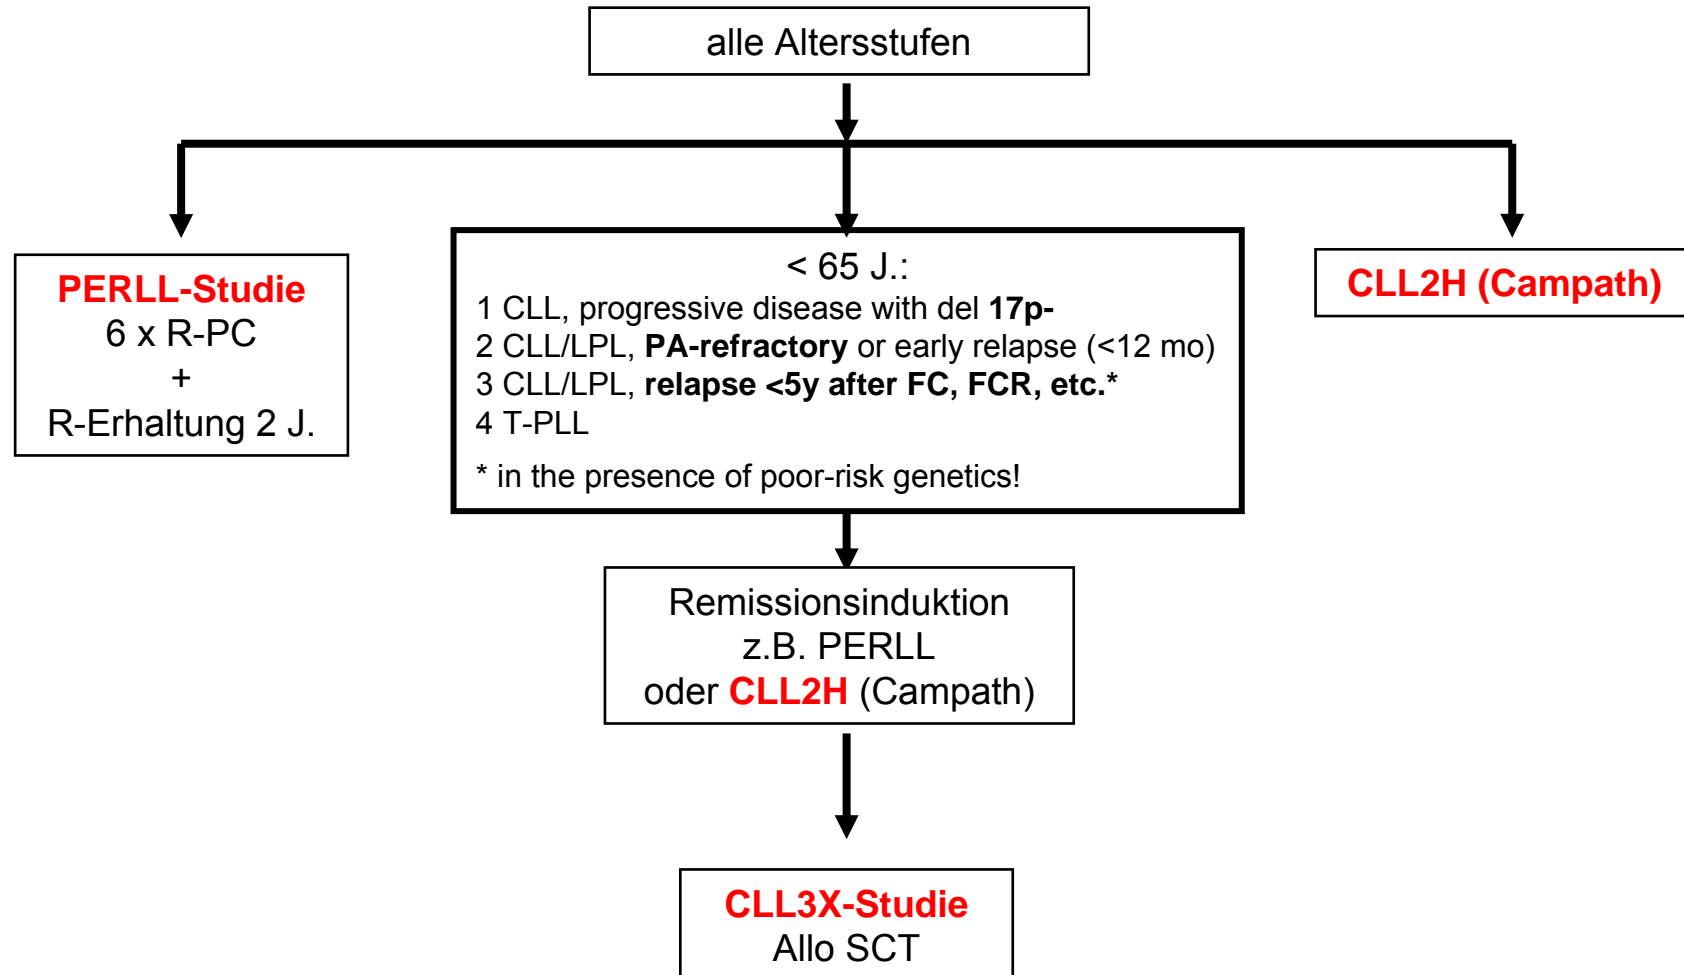 alle Altersstufen
PERLL-Studie
6 x R-PC
+
R-Erhaltung 2 J.
< 65 J.:
1 CLL, progressive disease with del 17p-
2 CLL/LPL, PA-refractory or early relapse (<12 mo)
3 CLL/LPL, relapse <5y after FC, FCR, etc.*
4 T-PLL
* in the presence of poor-risk genetics!
CLL2H (Campath)
Remissionsinduktion
z.B. PERLL
oder CLL2H (Campath)
CLL3X-Studie
Allo SCT